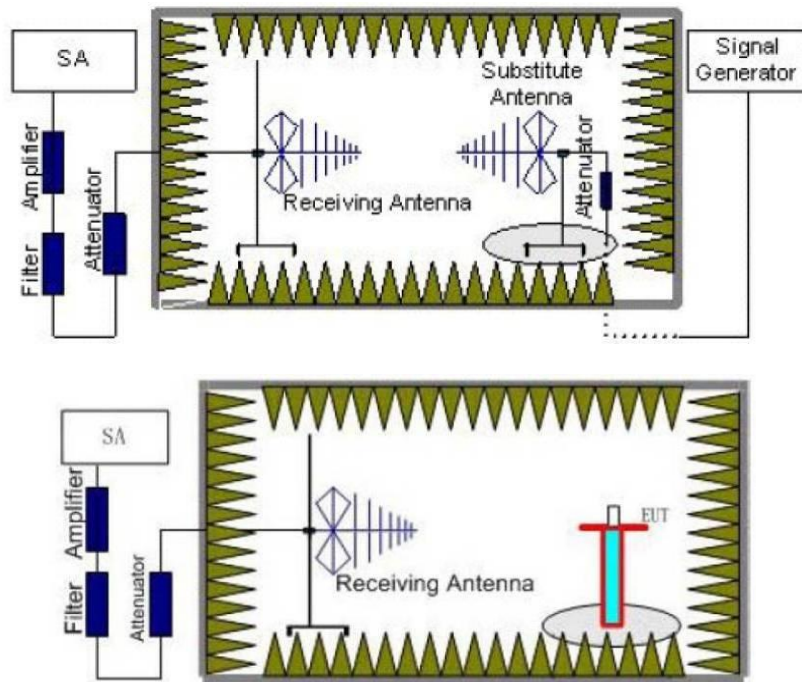 SA
Signal
Generator
Substitute
Antenna
Amplifier
Filter
Attenuator
Receiving Antenna
Attenuator
SA
Amplifier
Filter
Attenuator
Receiving Antenna
EUT